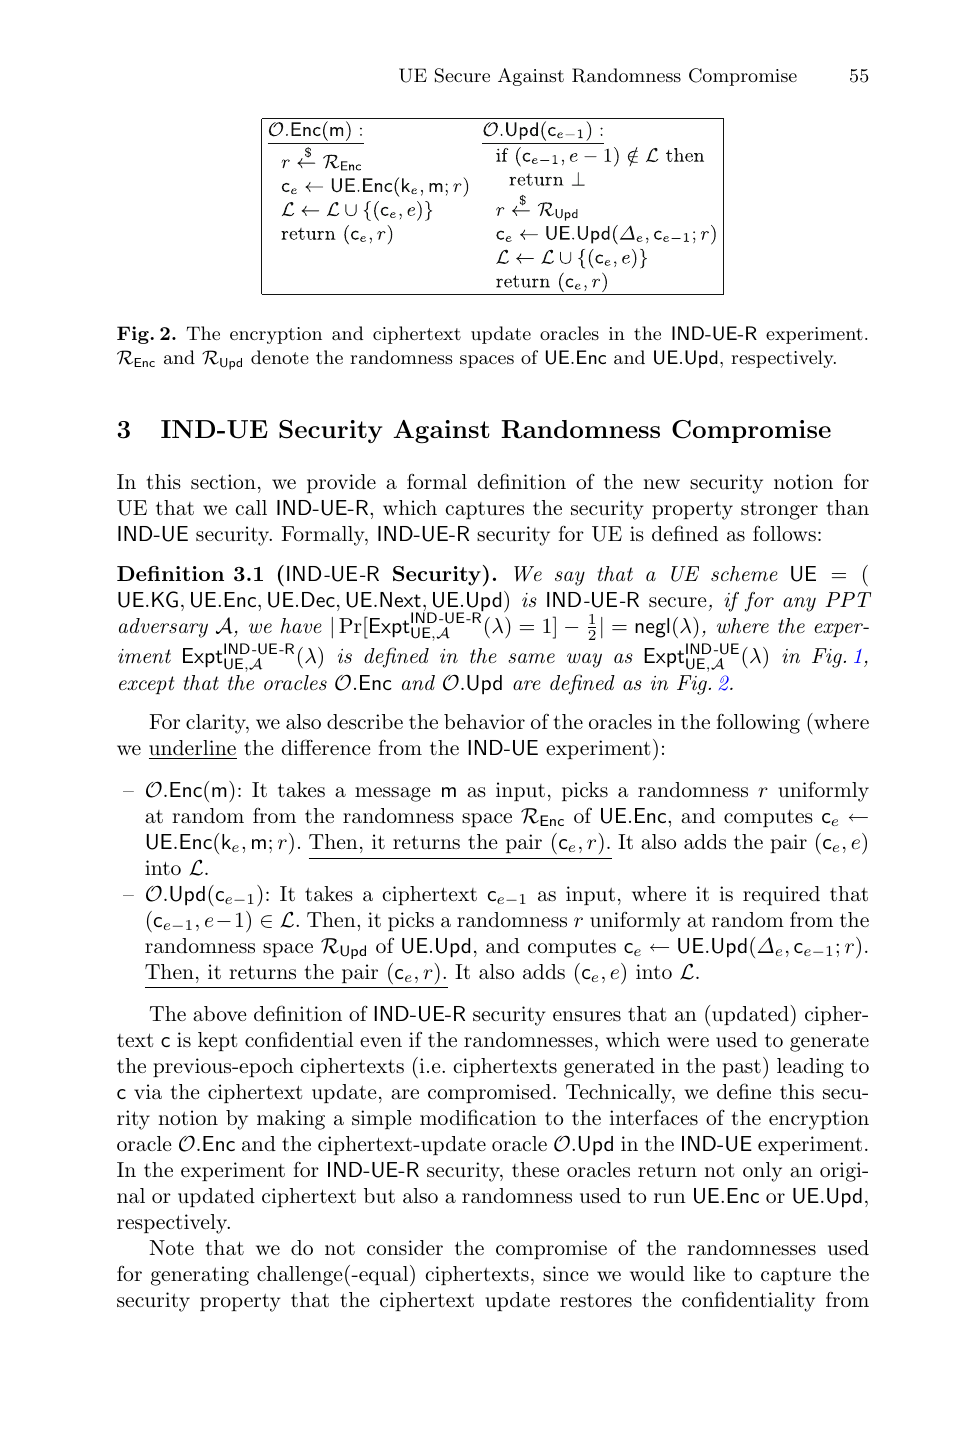 UE Secure Against Randomness Compromise 55
𝒪.Enc(m) :
r ←$ ℛ_Enc
c_e ← UE.Enc(k_e, m; r)
ℒ ← ℒ ∪ {(c_e, e)}
return (c_e, r)
𝒪.Upd(c_{e−1}) :
if (c_{e−1}, e − 1) ∉ ℒ then
return ⊥
r ←$ ℛ_Upd
c_e ← UE.Upd(Δ_e, c_{e−1}; r)
ℒ ← ℒ ∪ {(c_e, e)}
return (c_e, r)
Fig. 2. The encryption and ciphertext update oracles in the IND-UE-R experiment.
ℛ_Enc and ℛ_Upd denote the randomness spaces of UE.Enc and UE.Upd, respectively.
3 IND-UE Security Against Randomness Compromise
In this section, we provide a formal definition of the new security notion for
UE that we call IND-UE-R, which captures the security property stronger than
IND-UE security. Formally, IND-UE-R security for UE is defined as follows:
Definition 3.1 (IND-UE-R Security). We say that a UE scheme UE = (
UE.KG, UE.Enc, UE.Dec, UE.Next, UE.Upd) is IND-UE-R secure, if for any PPT
adversary 𝒜, we have | Pr[Expt^{IND-UE-R}_{UE,𝒜}(λ) = 1] − 1/2| = negl(λ), where the exper-
iment Expt^{IND-UE-R}_{UE,𝒜}(λ) is defined in the same way as Expt^{IND-UE}_{UE,𝒜}(λ) in Fig. 1,
except that the oracles 𝒪.Enc and 𝒪.Upd are defined as in Fig. 2.
For clarity, we also describe the behavior of the oracles in the following (where
we underline the difference from the IND-UE experiment):
– 𝒪.Enc(m): It takes a message m as input, picks a randomness r uniformly
at random from the randomness space ℛ_Enc of UE.Enc, and computes c_e ←
UE.Enc(k_e, m; r). Then, it returns the pair (c_e, r). It also adds the pair (c_e, e)
into ℒ.
– 𝒪.Upd(c_{e−1}): It takes a ciphertext c_{e−1} as input, where it is required that
(c_{e−1}, e−1) ∈ ℒ. Then, it picks a randomness r uniformly at random from the
randomness space ℛ_Upd of UE.Upd, and computes c_e ← UE.Upd(Δ_e, c_{e−1}; r).
Then, it returns the pair (c_e, r). It also adds (c_e, e) into ℒ.
The above definition of IND-UE-R security ensures that an (updated) cipher-
text c is kept confidential even if the randomnesses, which were used to generate
the previous-epoch ciphertexts (i.e. ciphertexts generated in the past) leading to
c via the ciphertext update, are compromised. Technically, we define this secu-
rity notion by making a simple modification to the interfaces of the encryption
oracle 𝒪.Enc and the ciphertext-update oracle 𝒪.Upd in the IND-UE experiment.
In the experiment for IND-UE-R security, these oracles return not only an origi-
nal or updated ciphertext but also a randomness used to run UE.Enc or UE.Upd,
respectively.
Note that we do not consider the compromise of the randomnesses used
for generating challenge(-equal) ciphertexts, since we would like to capture the
security property that the ciphertext update restores the confidentiality from